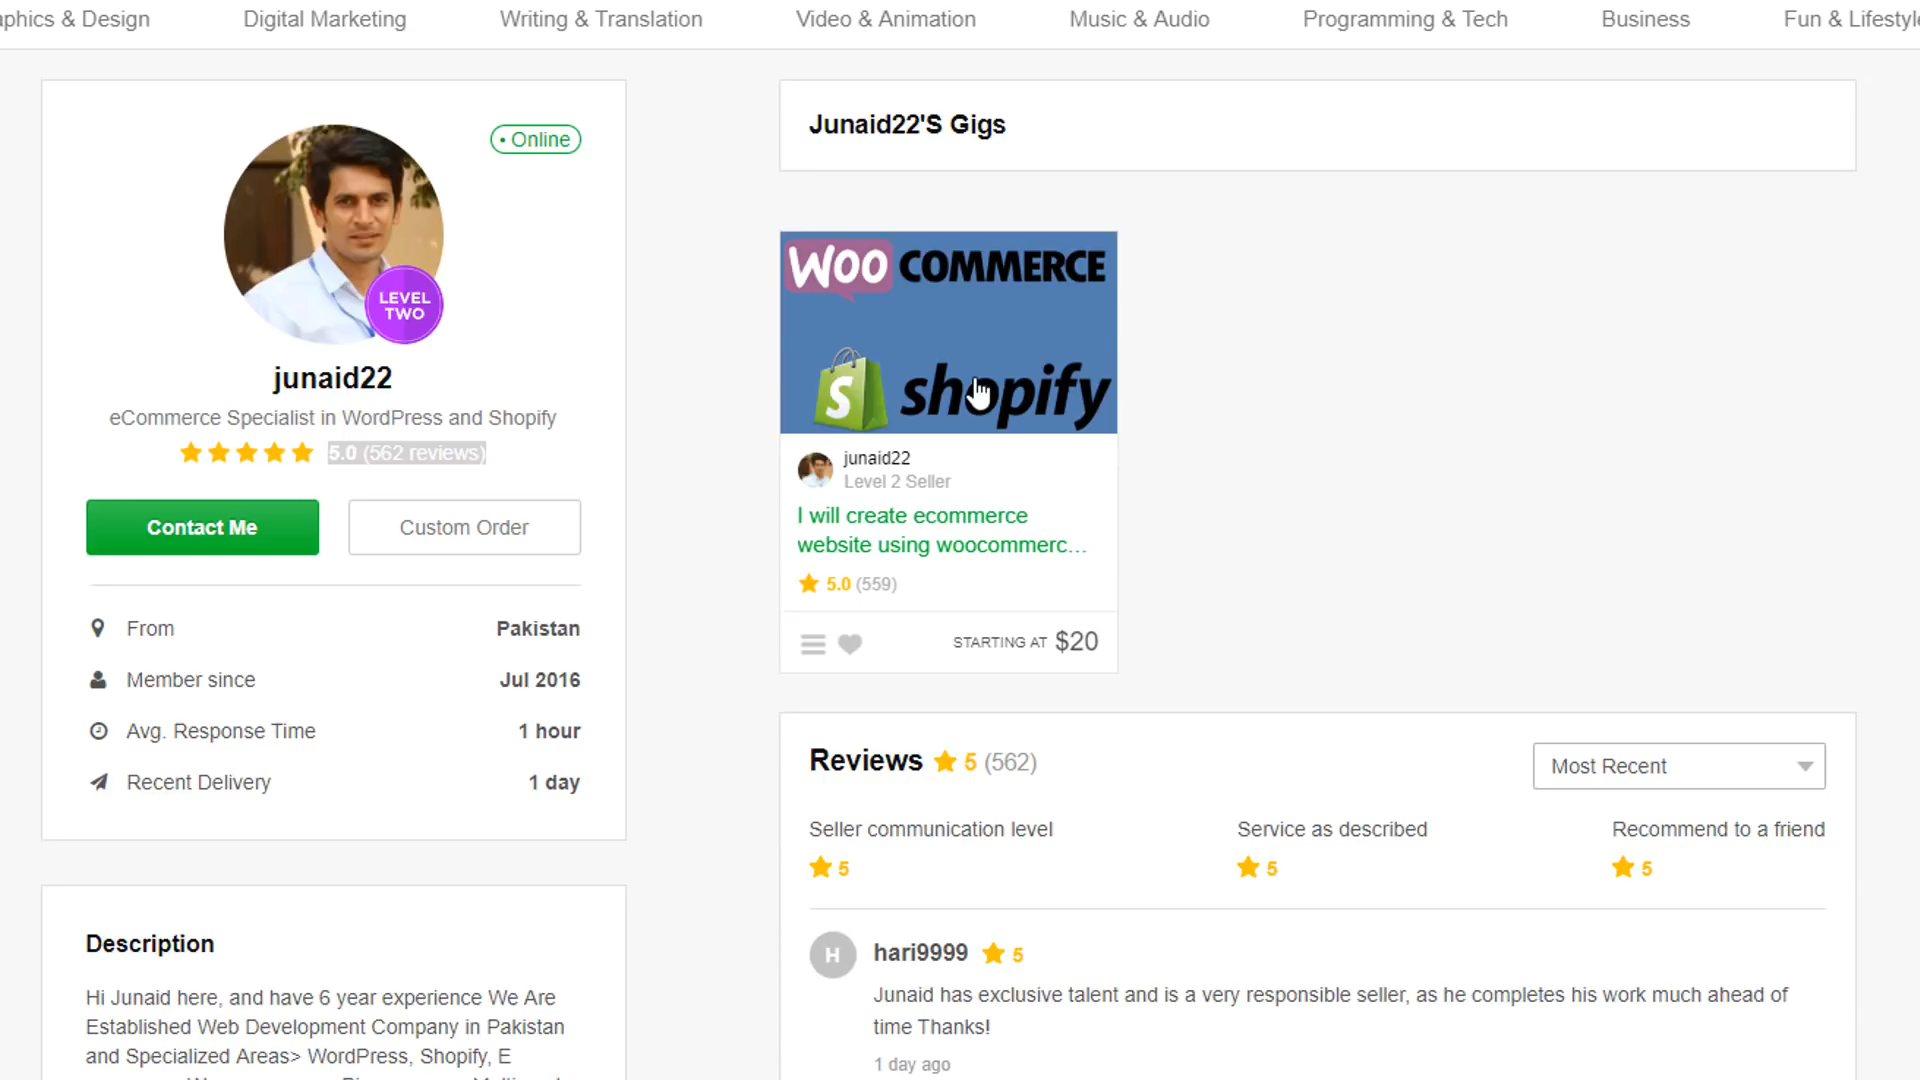 aphics & Design
Digital Marketing
Writing & Translation
Video & Animation
Music & Audio
Programming & Tech
Business
Fun & Lifestyle
• Online
LEVEL
TWO
junaid22
eCommerce Specialist in WordPress and Shopify
5.0 (562 reviews)
Contact Me
Custom Order
From
Pakistan
Member since
Jul 2016
Avg. Response Time
1 hour
Recent Delivery
1 day
Description
Hi Junaid here, and have 6 year experience We Are
Established Web Development Company in Pakistan
and Specialized Areas> WordPress, Shopify, E
Junaid22'S Gigs
WOO COMMERCE
S shopify
junaid22
Level 2 Seller
I will create ecommerce
website using woocommerc...
5.0 (559)
STARTING AT $20
Reviews 5 (562)
Most Recent
Seller communication level
5
Service as described
5
Recommend to a friend
5
H
hari9999 5
Junaid has exclusive talent and is a very responsible seller, as he completes his work much ahead of
time Thanks!
1 day ago